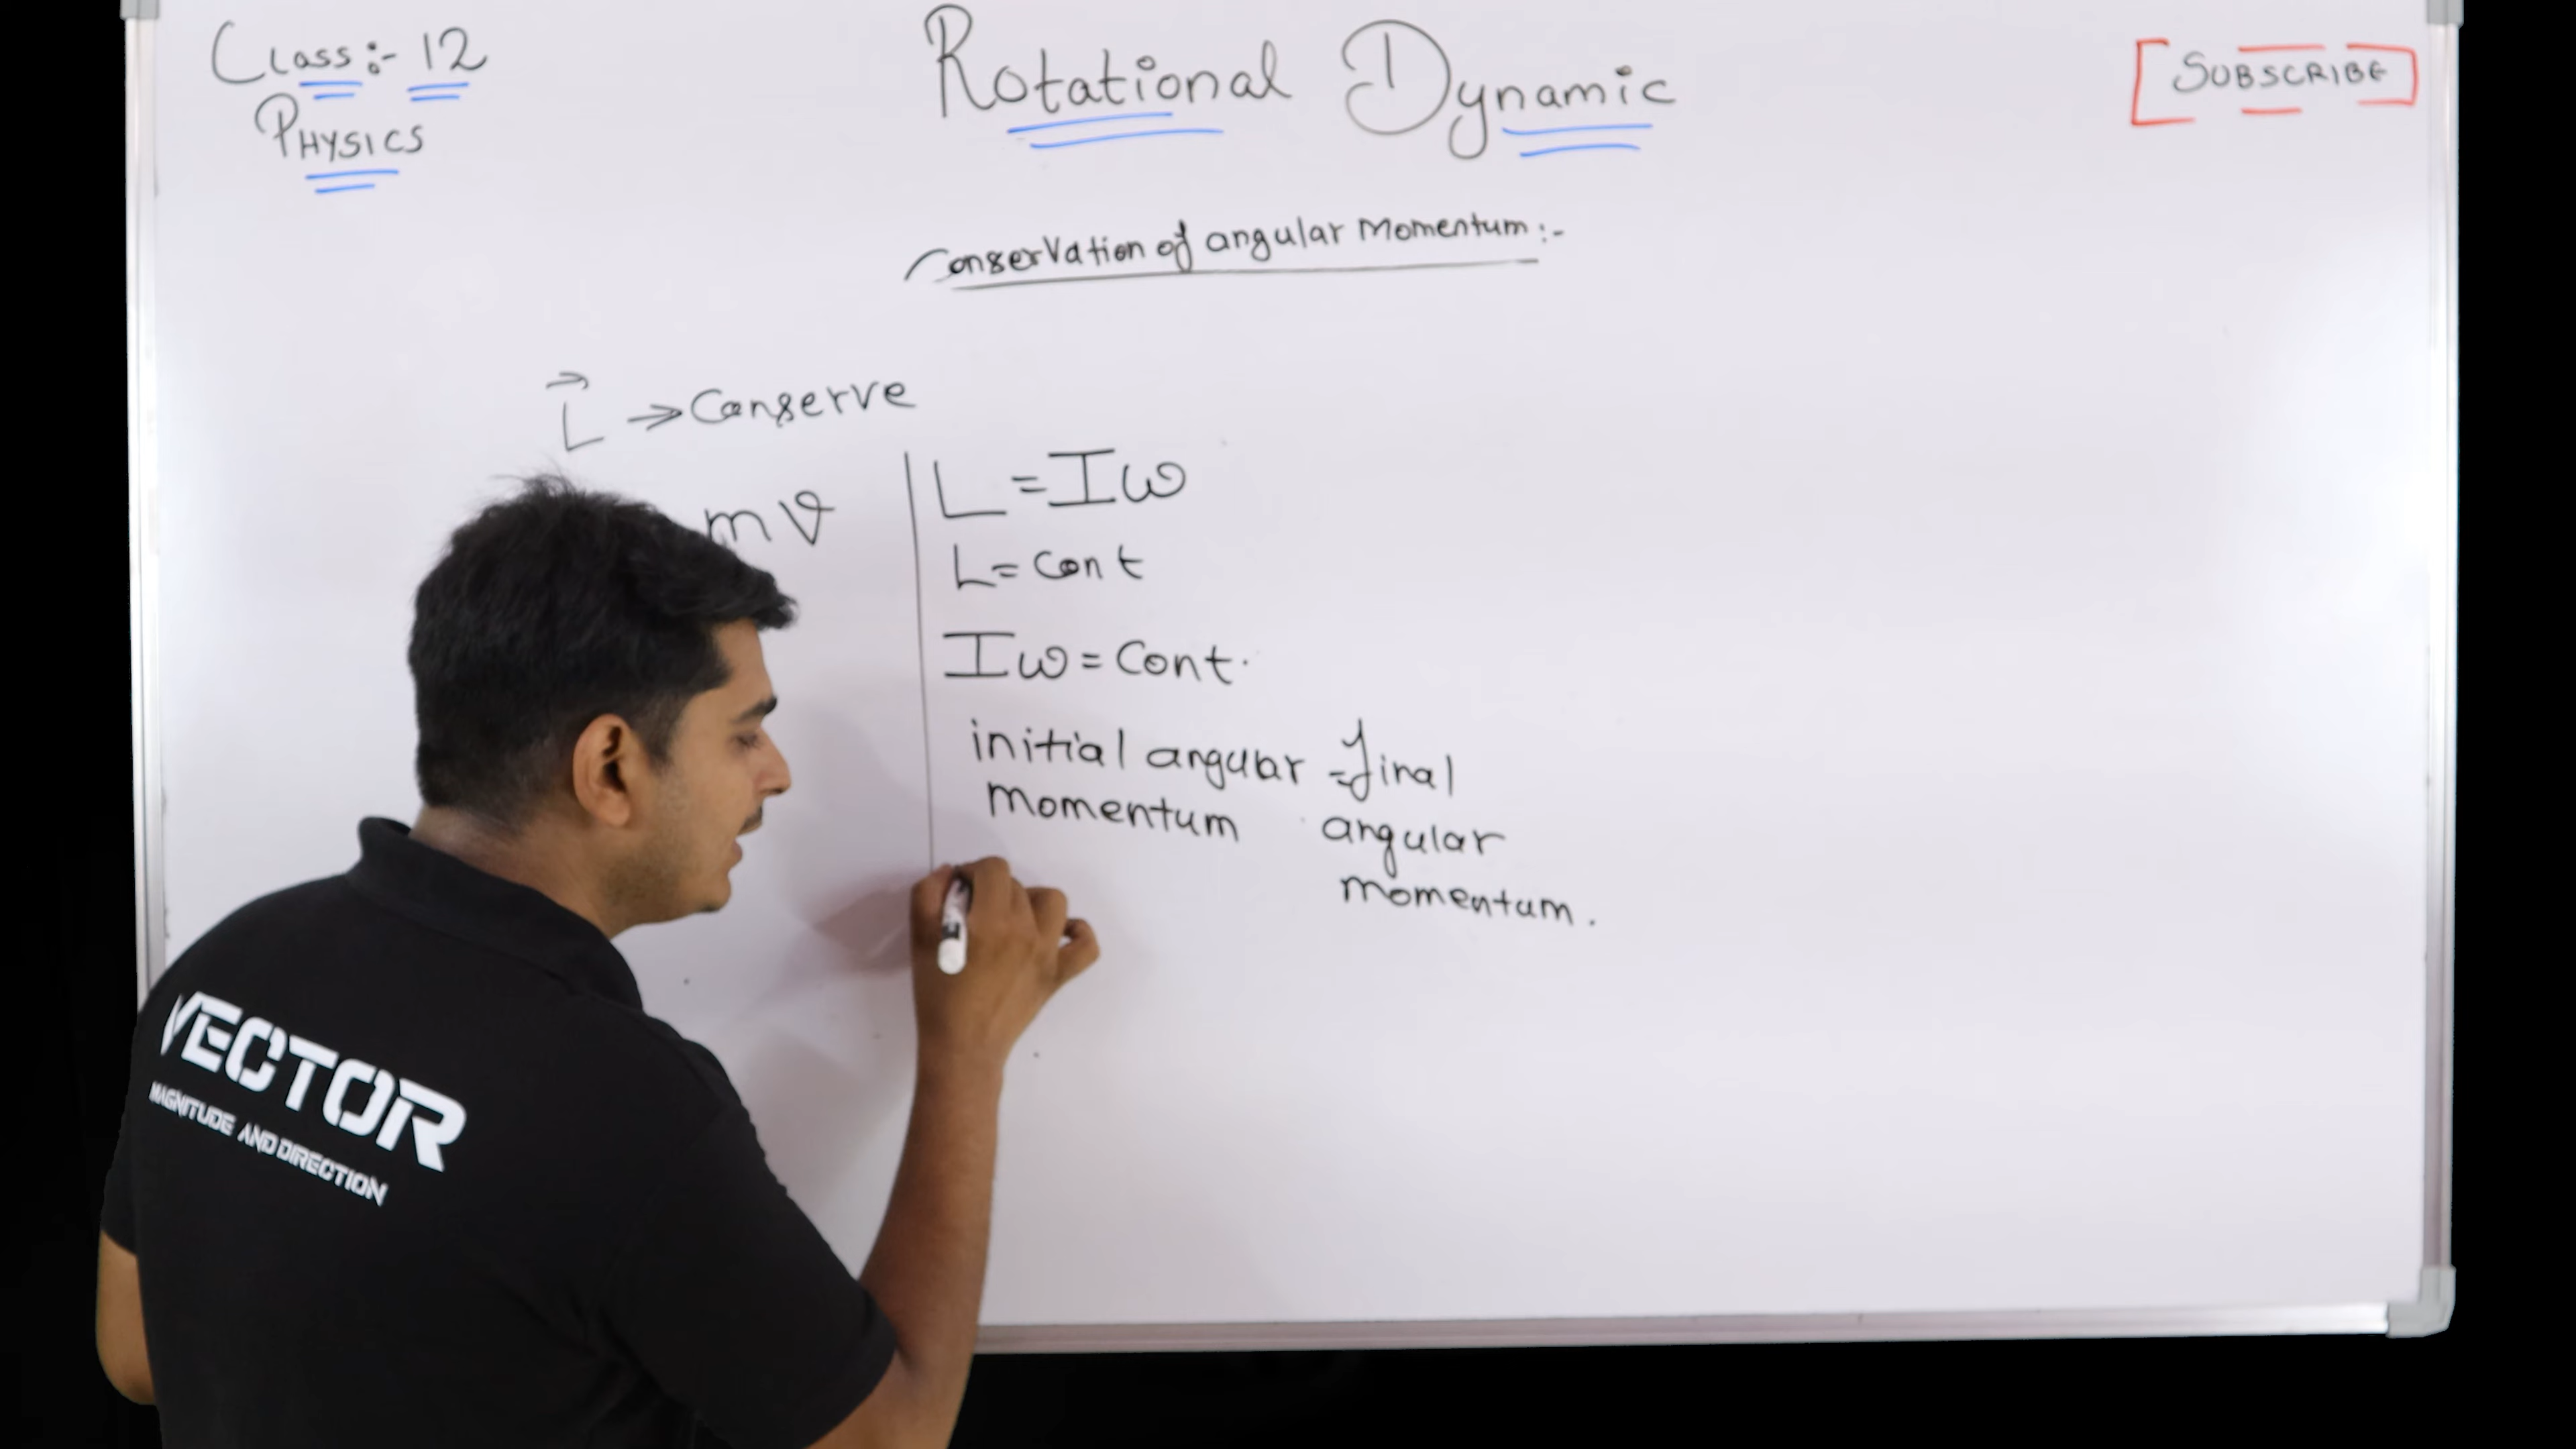 Class:- 12
PHYSICS
Rotational Dynamic
SUBSCRIBE
Conservation of angular Momentum:-
L⃗ → Conserve
mv
L = Iω
L = Cont
Iω = Cont.
initial angular = final
momentum angular
momentum.
VECTOR
MAGNITUDE AND DIRECTION